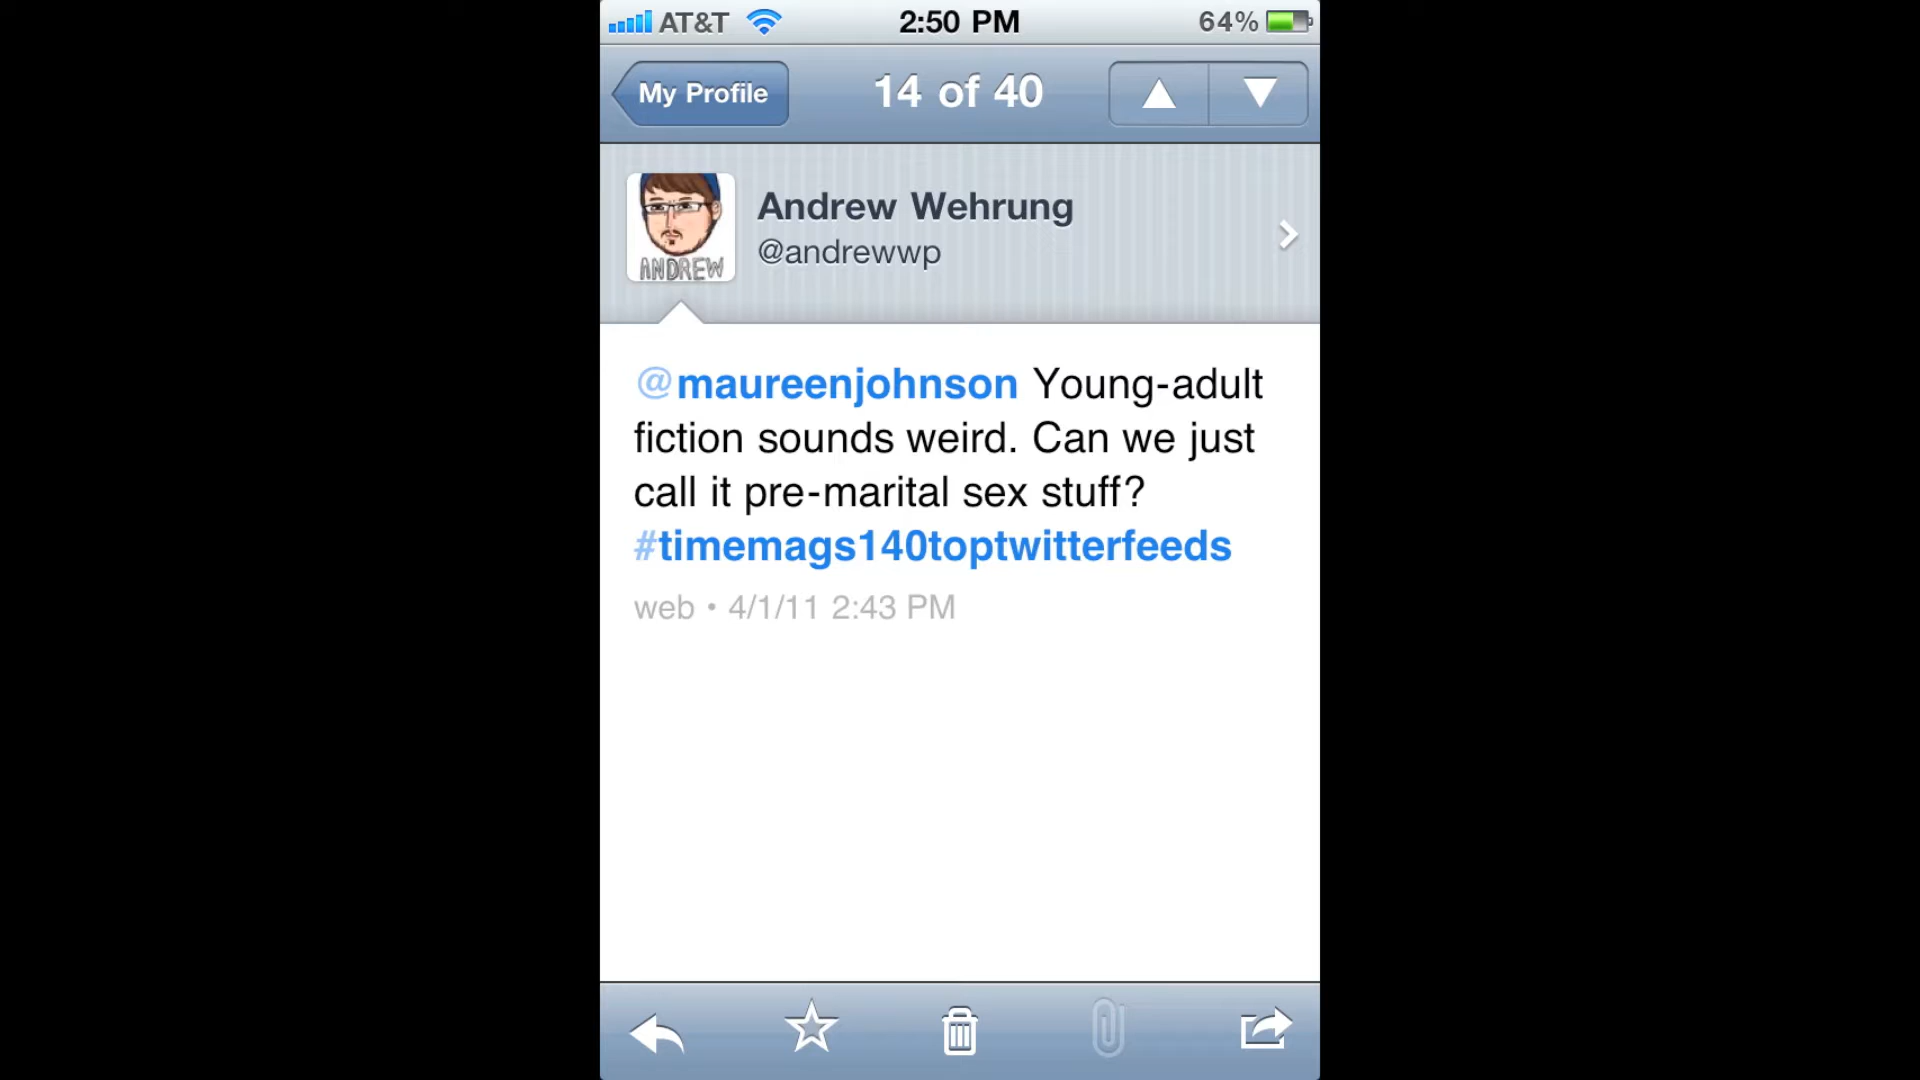 AT&T 2:50 PM 64%
My Profile 14 of 40
ANDREW
Andrew Wehrung
@andrewwp
@maureenjohnson Young-adult
fiction sounds weird. Can we just
call it pre-marital sex stuff?
#timemags140toptwitterfeeds
web • 4/1/11 2:43 PM